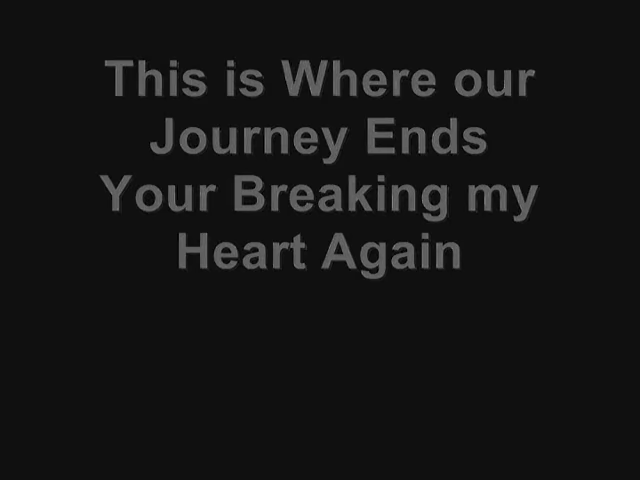 This is Where our
Journey Ends
Your Breaking my
Heart Again